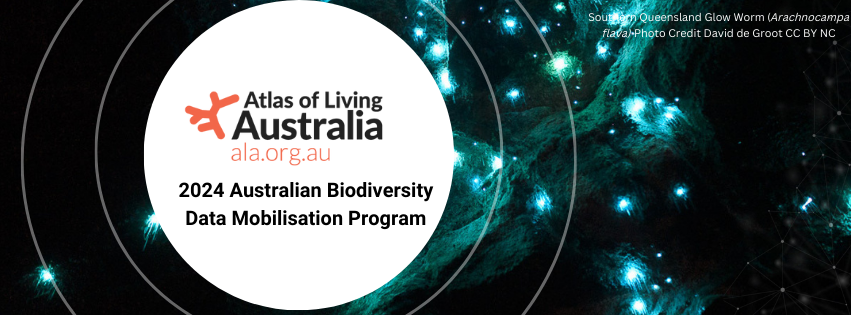 Southern Queensland Glow Worm (Arachnocampa
flava) Photo Credit David de Groot CC BY NC
Atlas of Living
Australia
ala.org.au
2024 Australian Biodiversity
Data Mobilisation Program